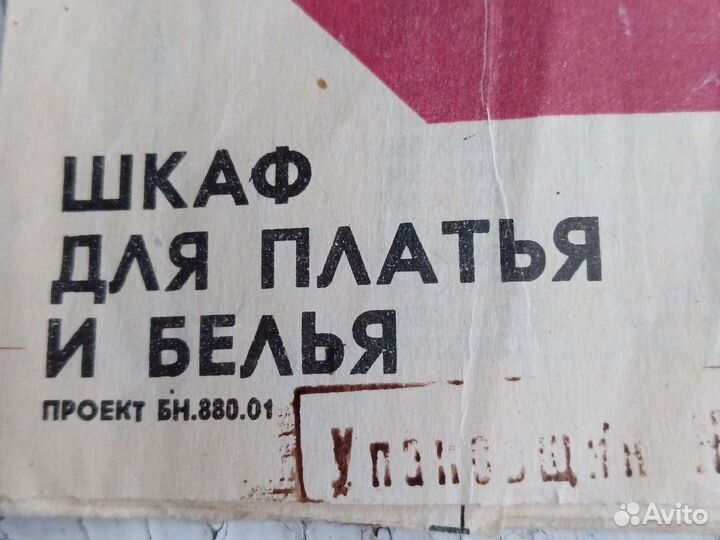 ШКАФ
ДЛЯ ПЛАТЬЯ
И БЕЛЬЯ
ПРОЕКТ БН.880.01
Упаковщик
Avito